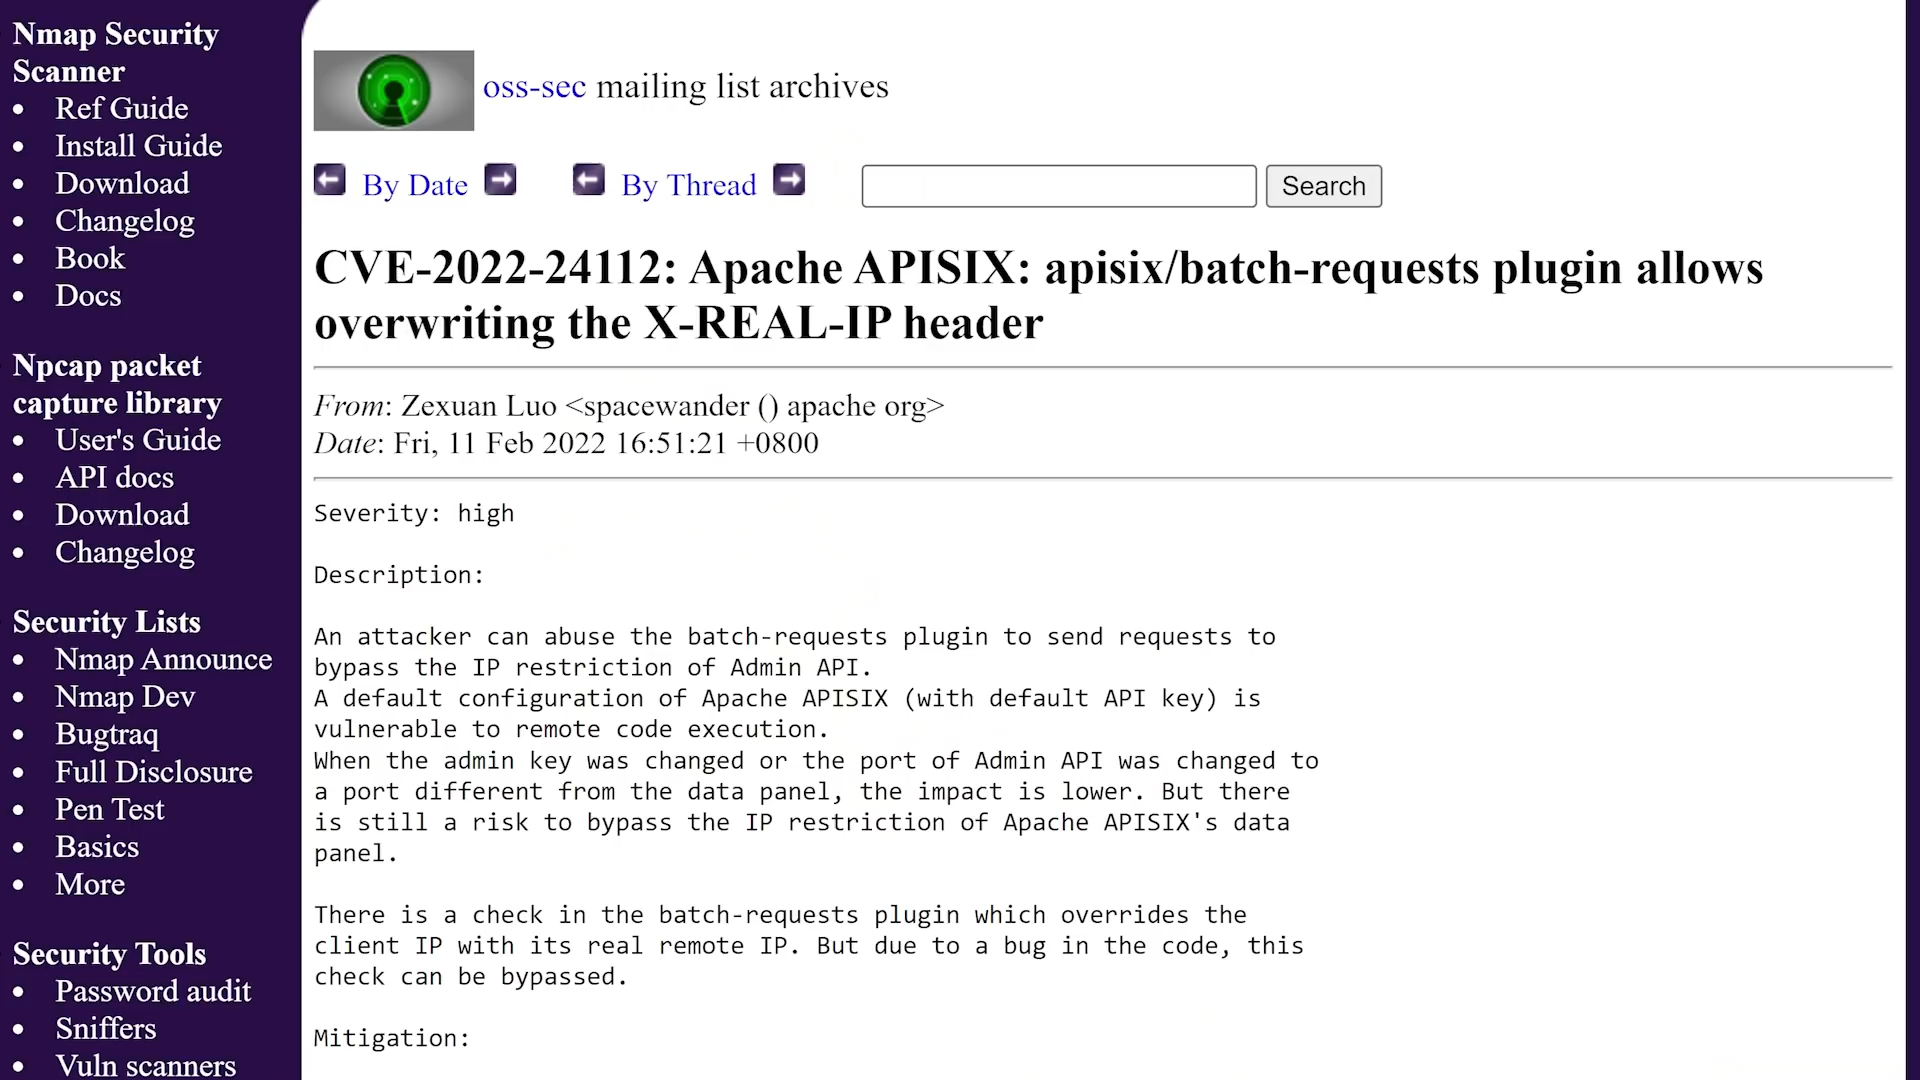 Nmap Security
Scanner
Ref Guide
Install Guide
Download
Changelog
Book
Docs
Npcap packet
capture library
User's Guide
API docs
Download
Changelog
Security Lists
Nmap Announce
Nmap Dev
Bugtraq
Full Disclosure
Pen Test
Basics
More
Security Tools
Password audit
Sniffers
Vuln scanners
oss-sec mailing list archives
By Date By Thread Search
CVE-2022-24112: Apache APISIX: apisix/batch-requests plugin allows
overwriting the X-REAL-IP header
From: Zexuan Luo <spacewander () apache org>
Date: Fri, 11 Feb 2022 16:51:21 +0800
Severity: high
Description:
An attacker can abuse the batch-requests plugin to send requests to
bypass the IP restriction of Admin API.
A default configuration of Apache APISIX (with default API key) is
vulnerable to remote code execution.
When the admin key was changed or the port of Admin API was changed to
a port different from the data panel, the impact is lower. But there
is still a risk to bypass the IP restriction of Apache APISIX's data
panel.
There is a check in the batch-requests plugin which overrides the
client IP with its real remote IP. But due to a bug in the code, this
check can be bypassed.
Mitigation: